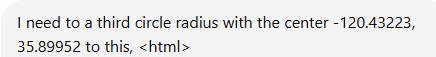 I need to a third circle radius with the center -120.43223,
35.89952 to this, <html>